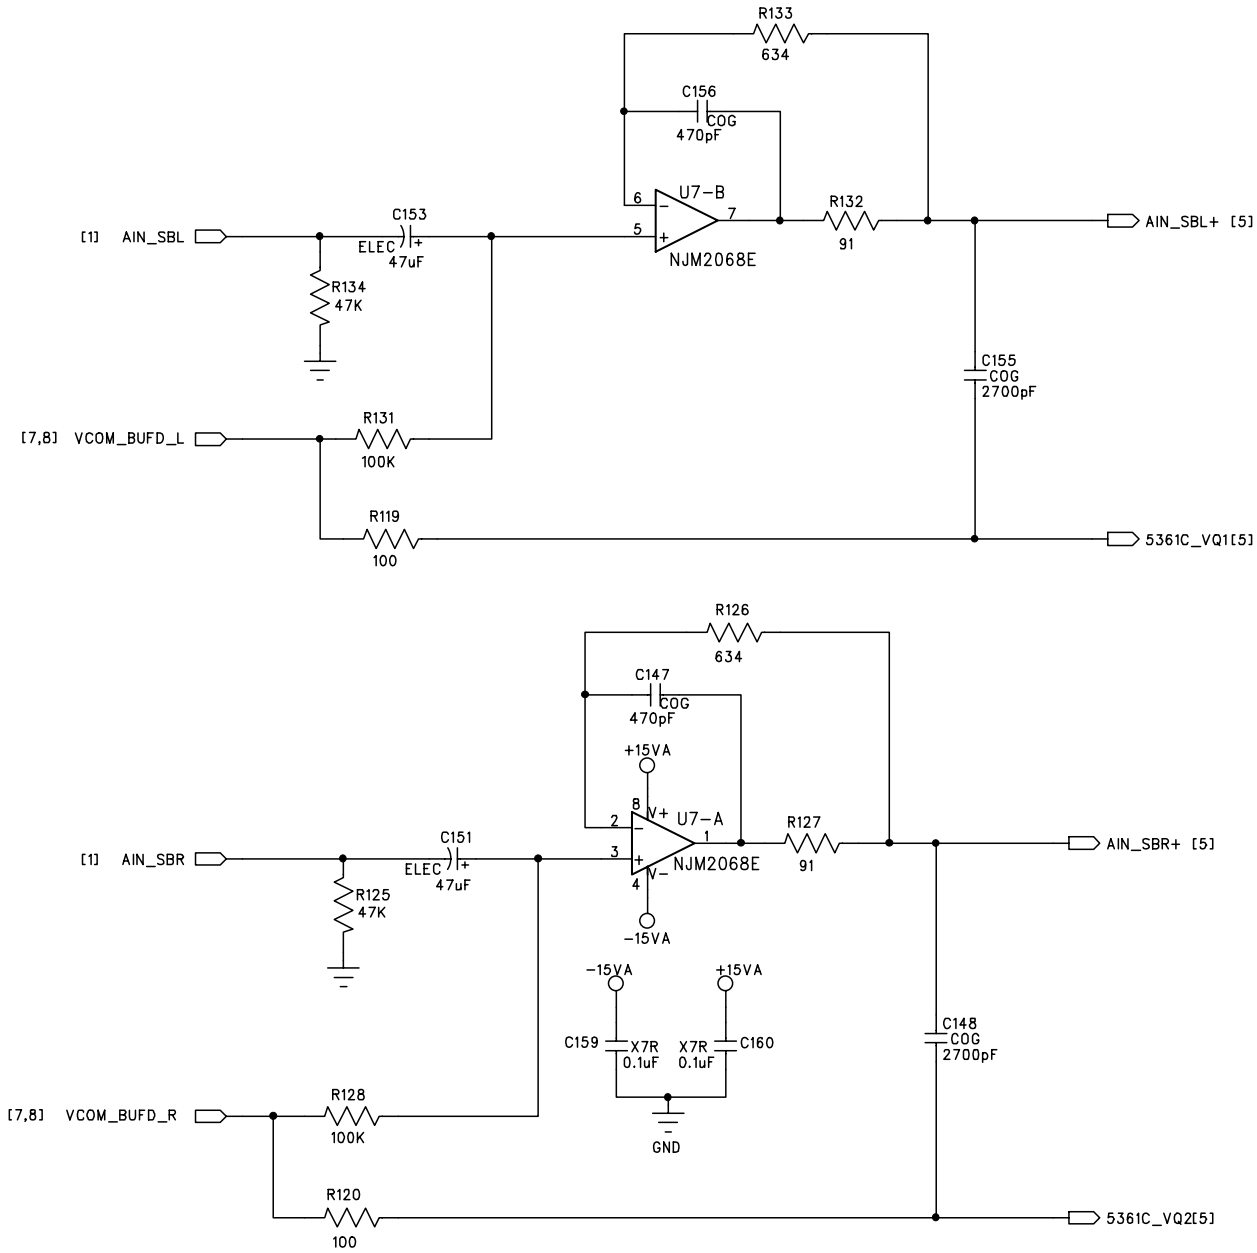 R133
634
C156
COG
470pF
U7-B
6
-
7
5
+
NJM2068E
R132
91
AIN_SBL+ [5]
[1] AIN_SBL
C153
ELEC
+
47uF
R134
47K
C155
COG
2700pF
[7,8] VCOM_BUFD_L
R131
100K
R119
100
5361C_VQ1[5]
R126
634
C147
COG
470pF
+15VA
8
V+
U7-A
2
-
1
3
+
4
V-
NJM2068E
-15VA
R127
91
AIN_SBR+ [5]
[1] AIN_SBR
C151
ELEC
+
47uF
R125
47K
-15VA
+15VA
C159
X7R
0.1uF
X7R
0.1uF
C160
GND
C148
COG
2700pF
[7,8] VCOM_BUFD_R
R128
100K
R120
100
5361C_VQ2[5]